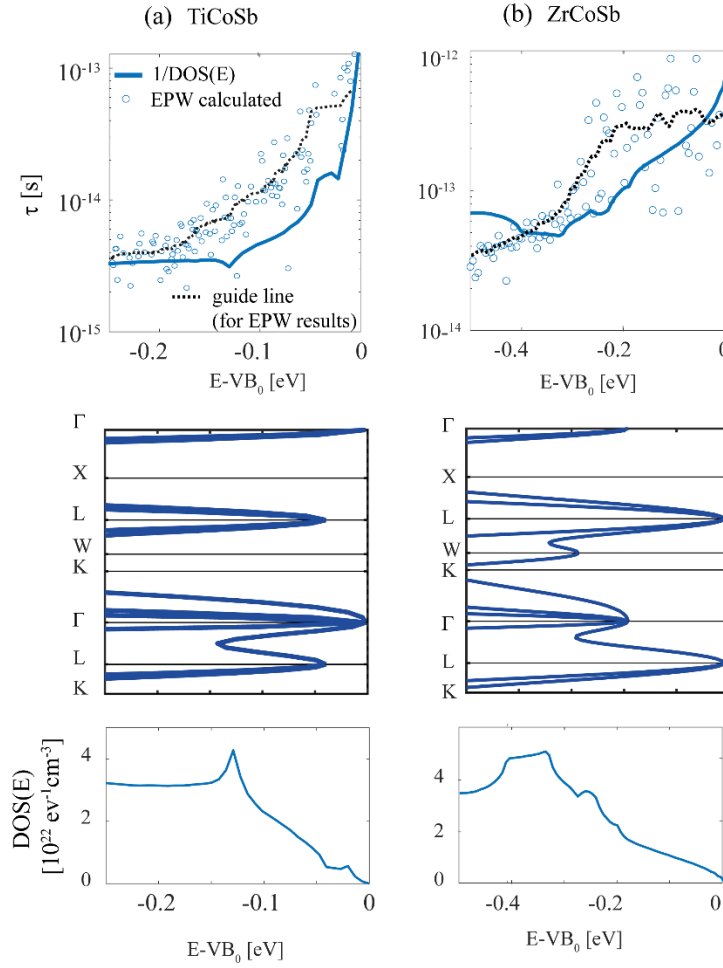 (a) TiCoSb
(b) ZrCoSb
10-13
1/DOS(E)
EPW calculated
τ [s]
10-14
guide line
(for EPW results)
10-15
-0.2
-0.1
0
E-VB0 [eV]
10-12
10-13
10-14
-0.4
-0.2
0
E-VB0 [eV]
Γ
X
L
W
K
Γ
L
K
Γ
X
L
W
K
Γ
L
K
DOS(E)
[10²² ev⁻¹cm⁻³]
4
2
0
-0.2
-0.1
0
E-VB0 [eV]
4
2
0
-0.4
-0.2
0
E-VB0 [eV]